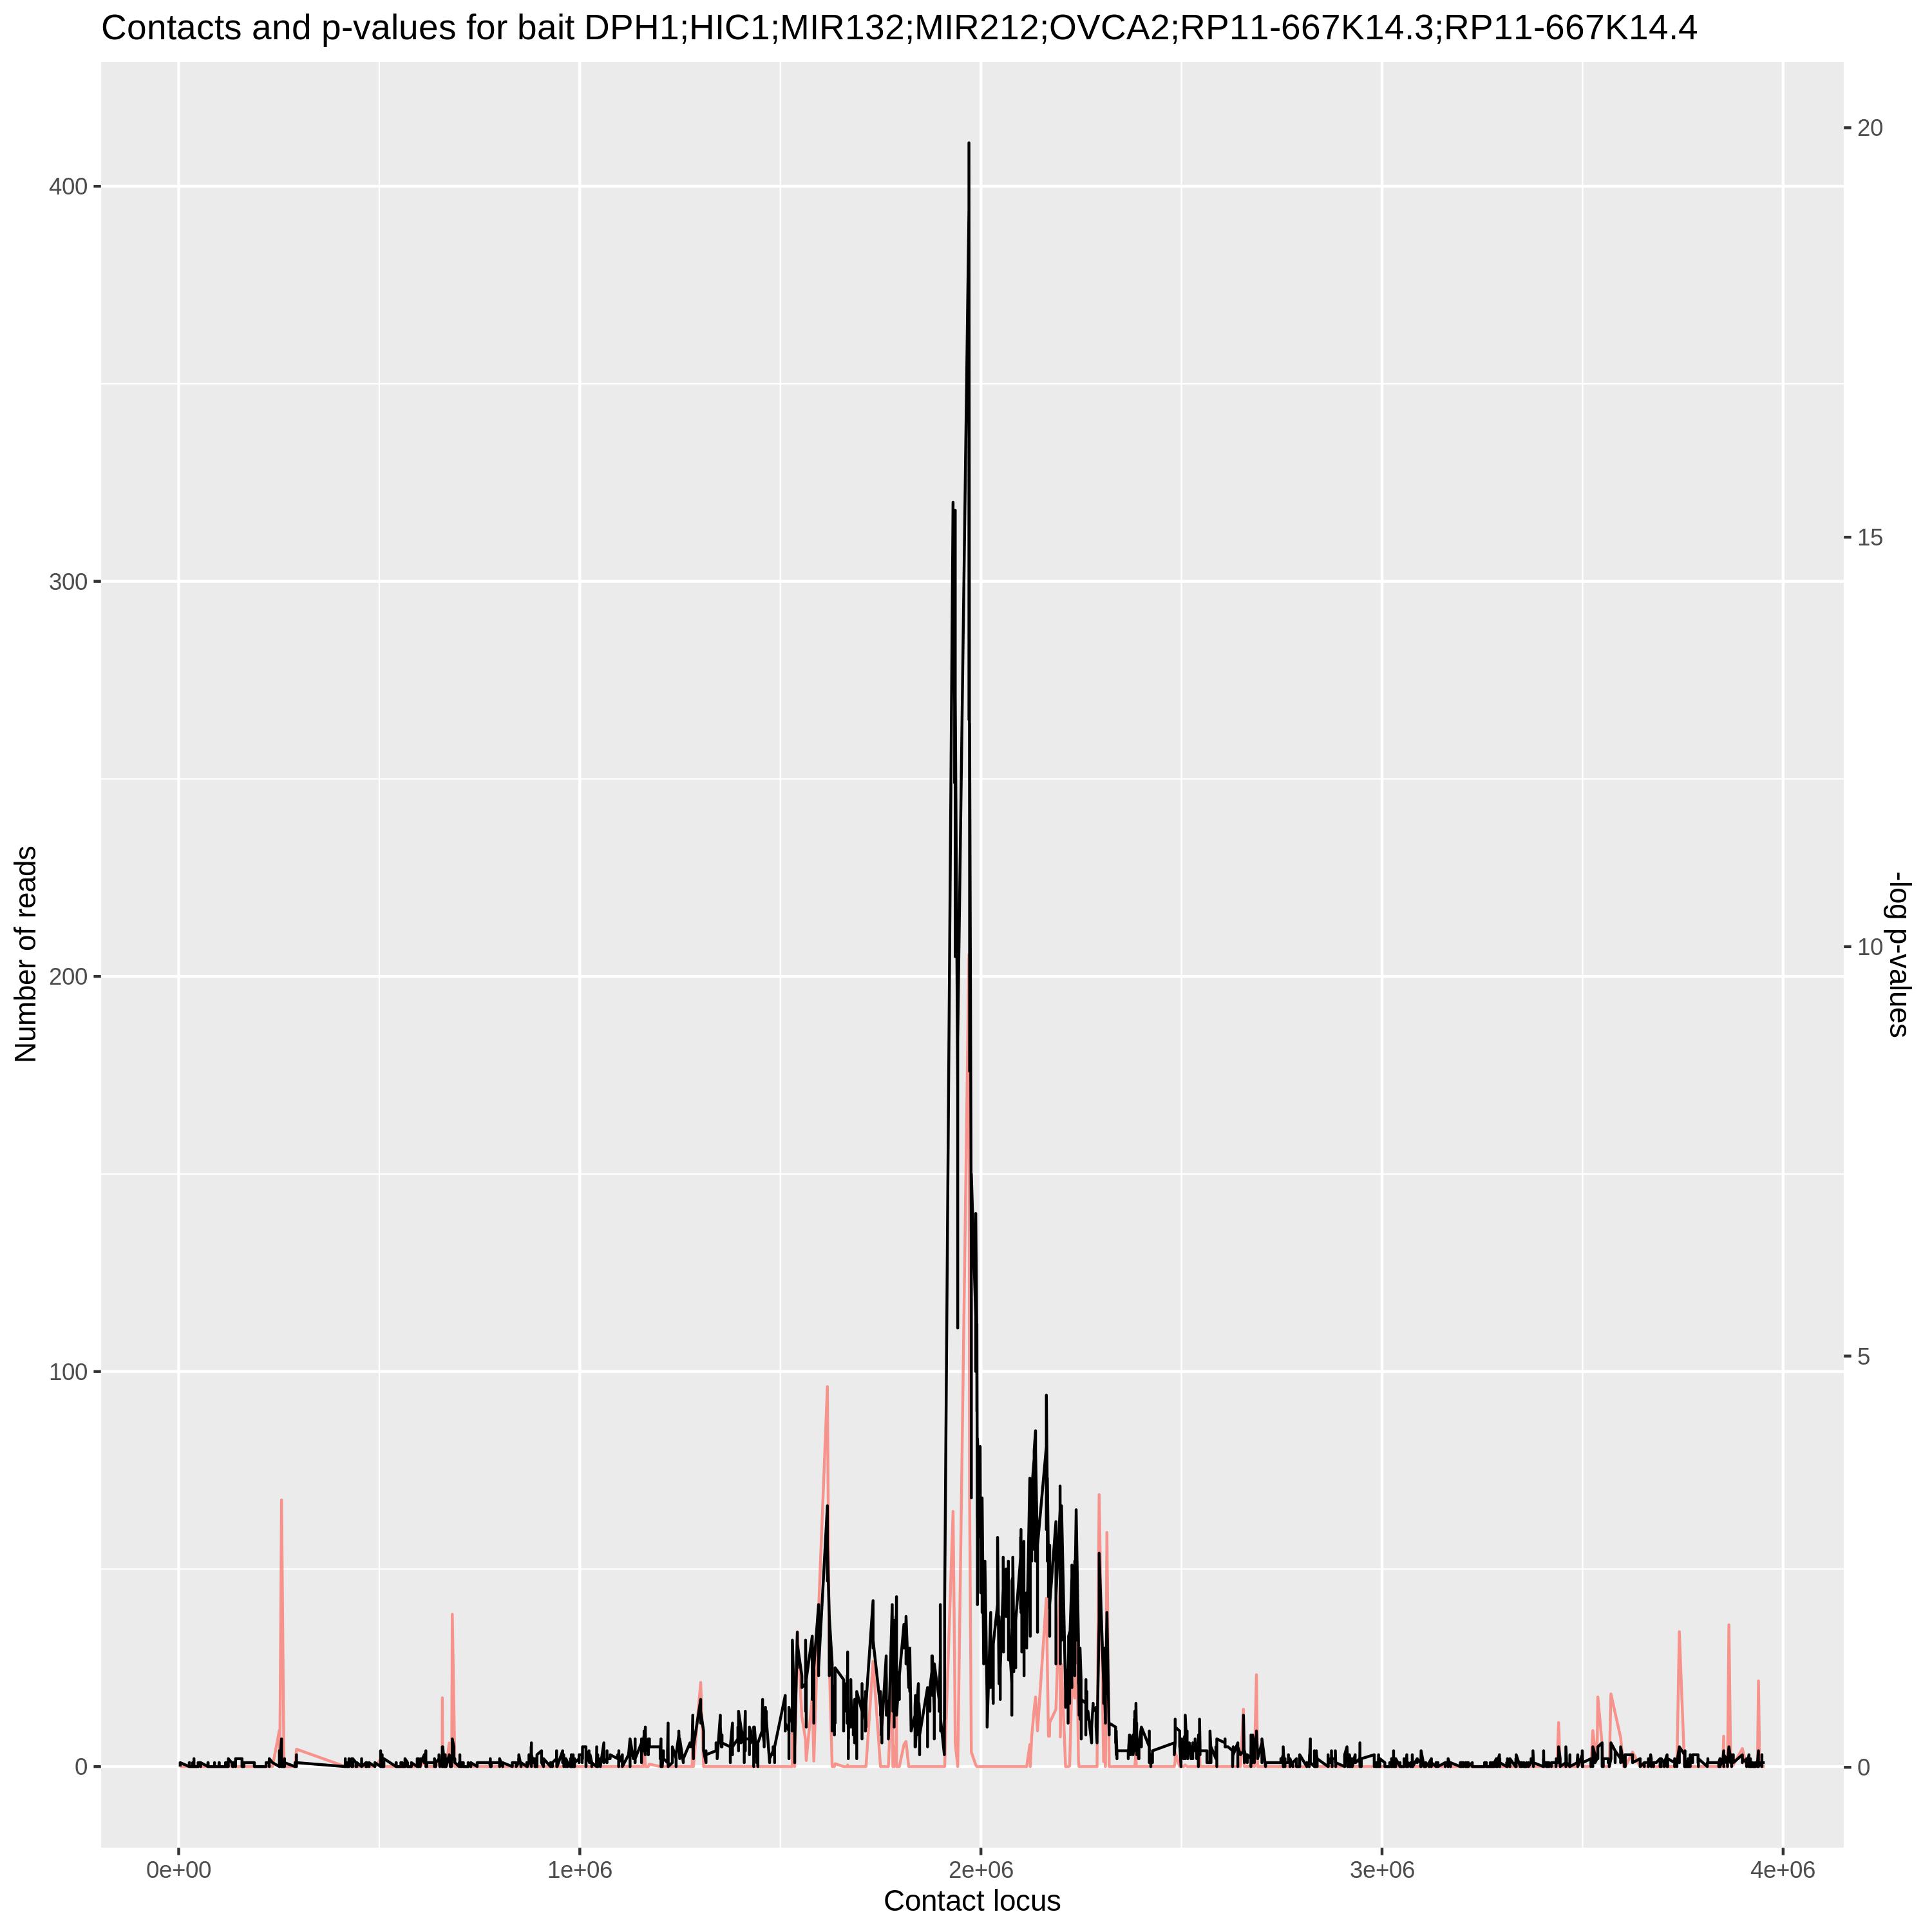 Contacts and p-values for bait DPH1;HIC1;MIR132;MIR212;OVCA2;RP11-667K14.3;RP11-667K14.4
400
300
200
100
0
Number of reads
20
15
10
5
0
-log p-values
0e+00 1e+06 2e+06 3e+06 4e+06
Contact locus